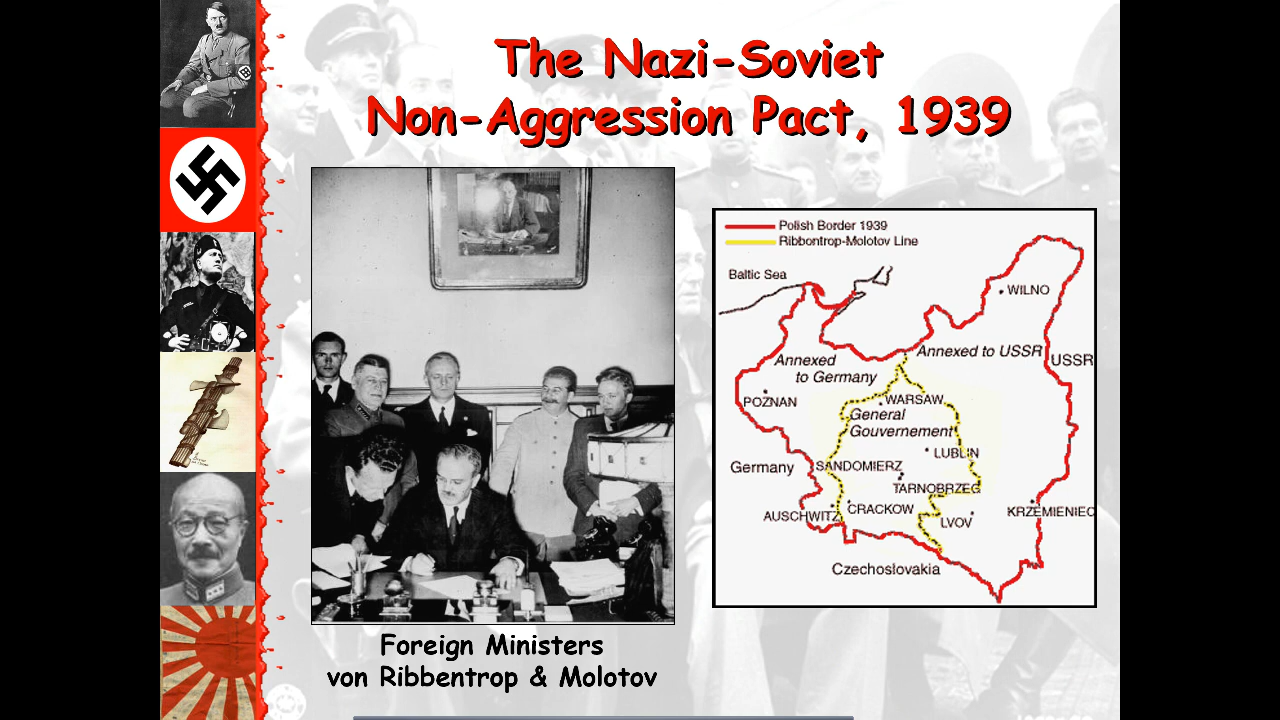 The Nazi-Soviet
Non-Aggression Pact, 1939
Polish Border 1939
Ribbontrop-Molotov Line
Baltic Sea
WILNO
Annexed to USSR
USSR
Annexed
to Germany
POZNAN
WARSAW
General
Gouvernement
LUBLIN
Germany
SANDOMIERZ
TARNOBRZEG
AUSCHWITZ
CRACKOW
LVOV
KRZEMIENIEC
Czechoslovakia
Foreign Ministers
von Ribbentrop & Molotov